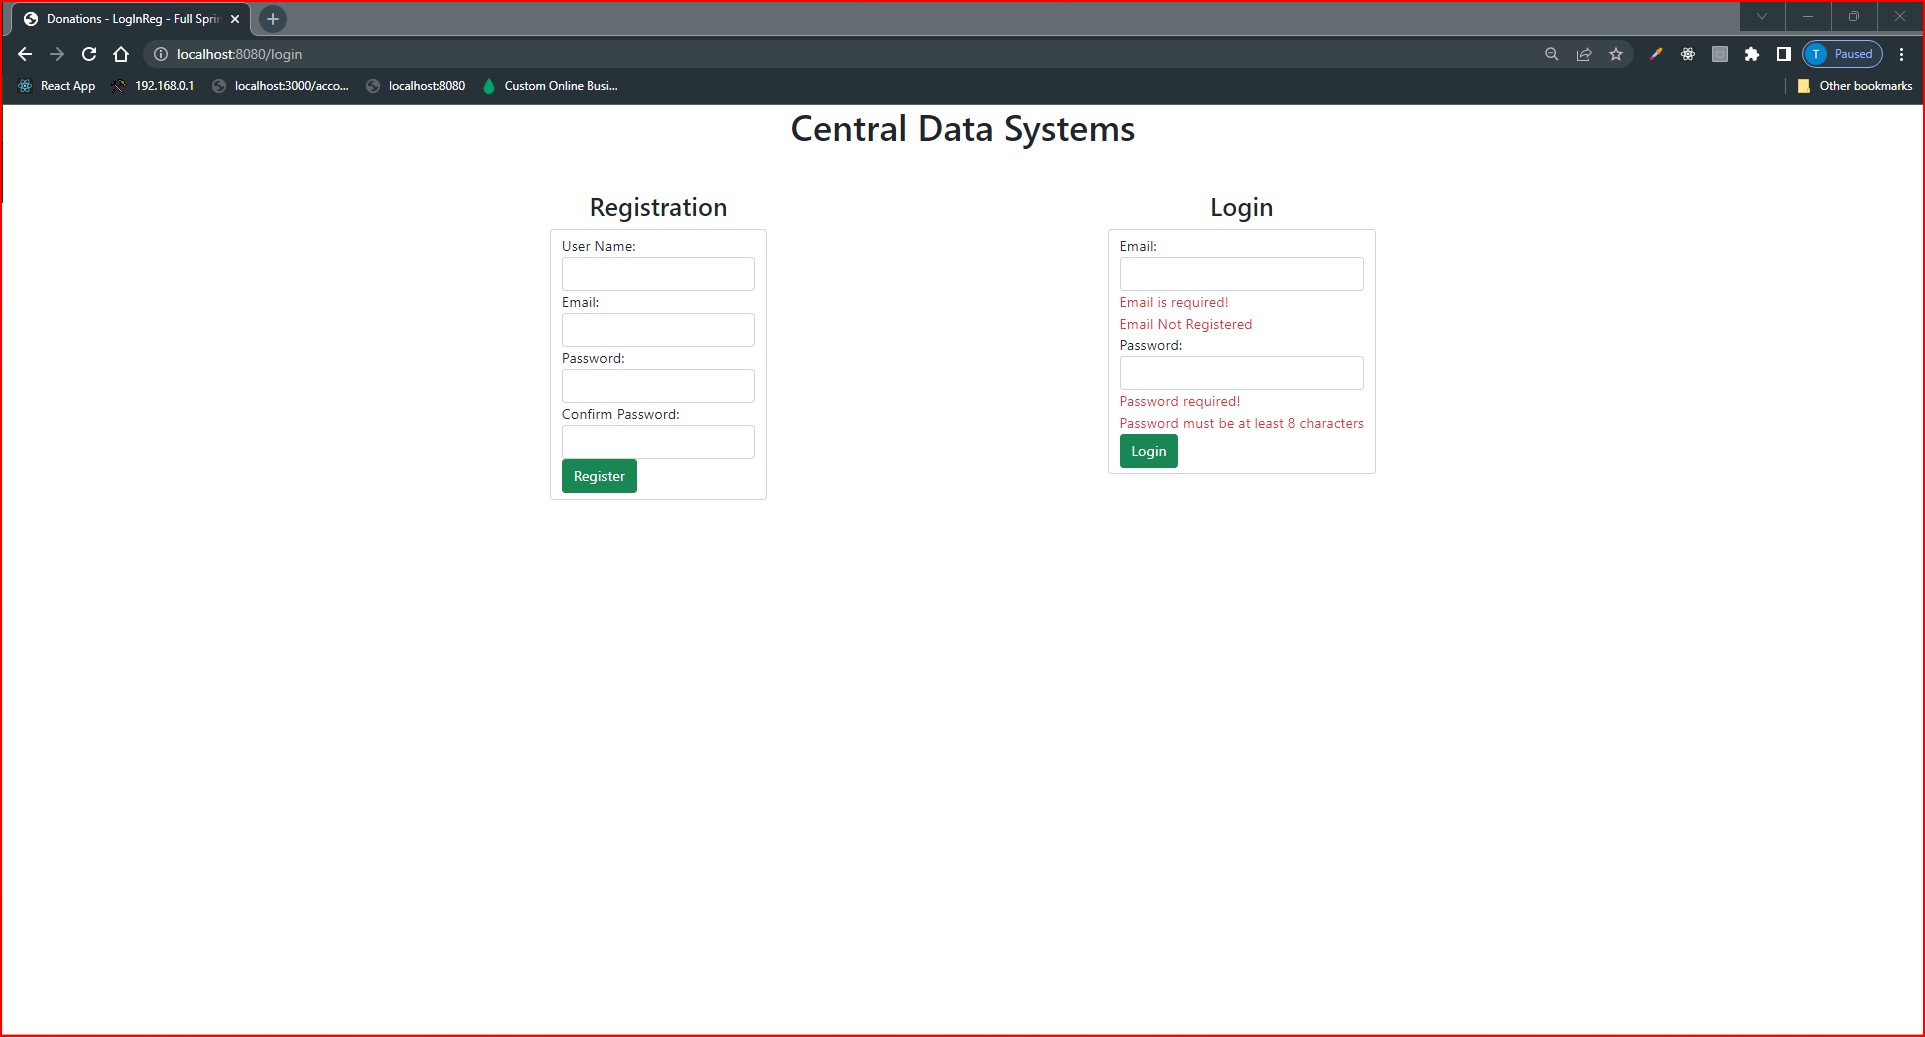 Donations - LogInReg - Full Sprin
localhost:8080/login
T Paused
React App
192.168.0.1
localhost:3000/acco...
localhost:8080
Custom Online Busi...
Other bookmarks
Central Data Systems
Registration
User Name:
Email:
Password:
Confirm Password:
Register
Login
Email:
Email is required!
Email Not Registered
Password:
Password required!
Password must be at least 8 characters
Login